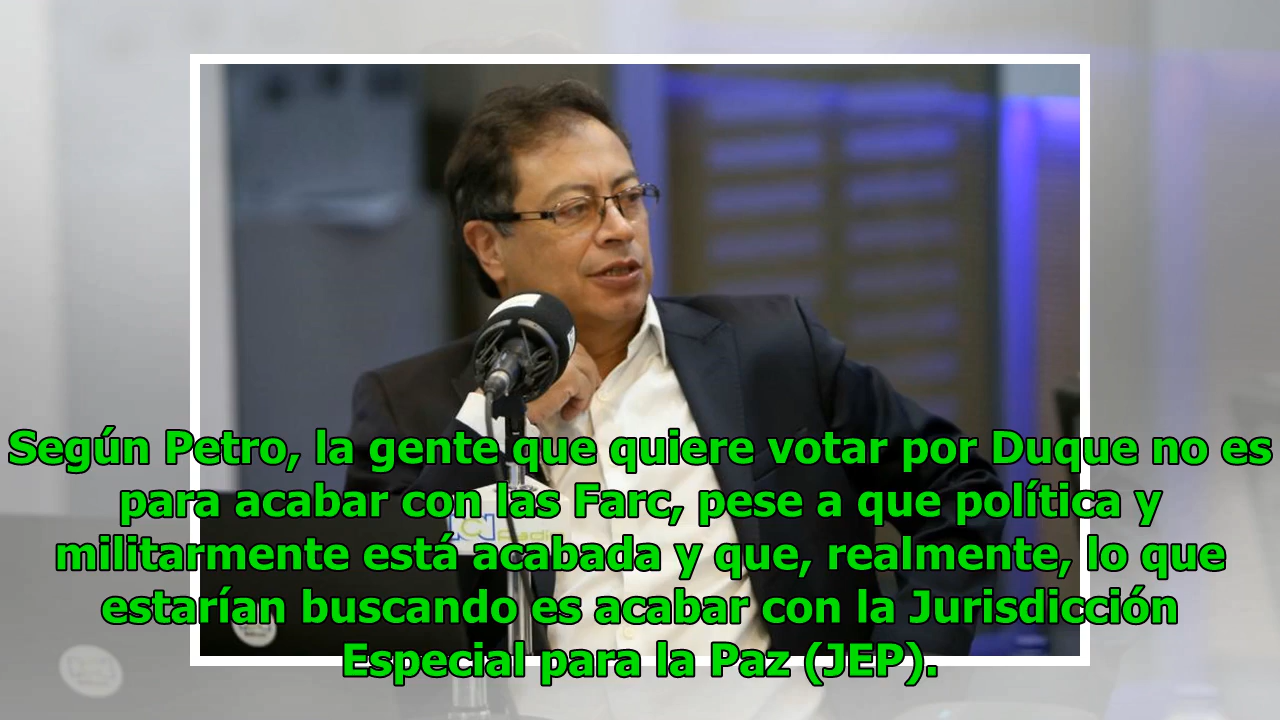 Según Petro, la gente que quiere votar por Duque no es
para acabar con las Farc, pese a que política y
militarmente está acabada y que, realmente, lo que
estarían buscando es acabar con la Jurisdicción
Especial para la Paz (JEP).